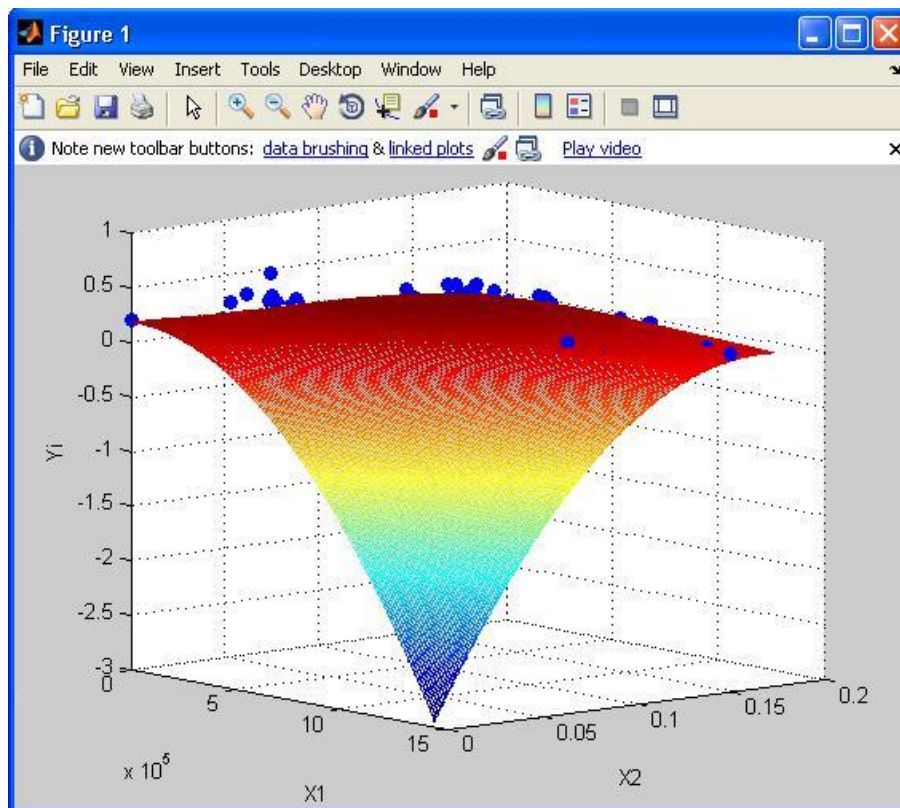 Figure 1
File Edit View Insert Tools Desktop Window Help
Note new toolbar buttons: data brushing & linked plots Play video
1
0.5
0
-0.5
-1
-1.5
-2
-2.5
-3
Yi
0
5
10
15
x 10^5
X1
0
0.05
0.1
0.15
0.2
X2